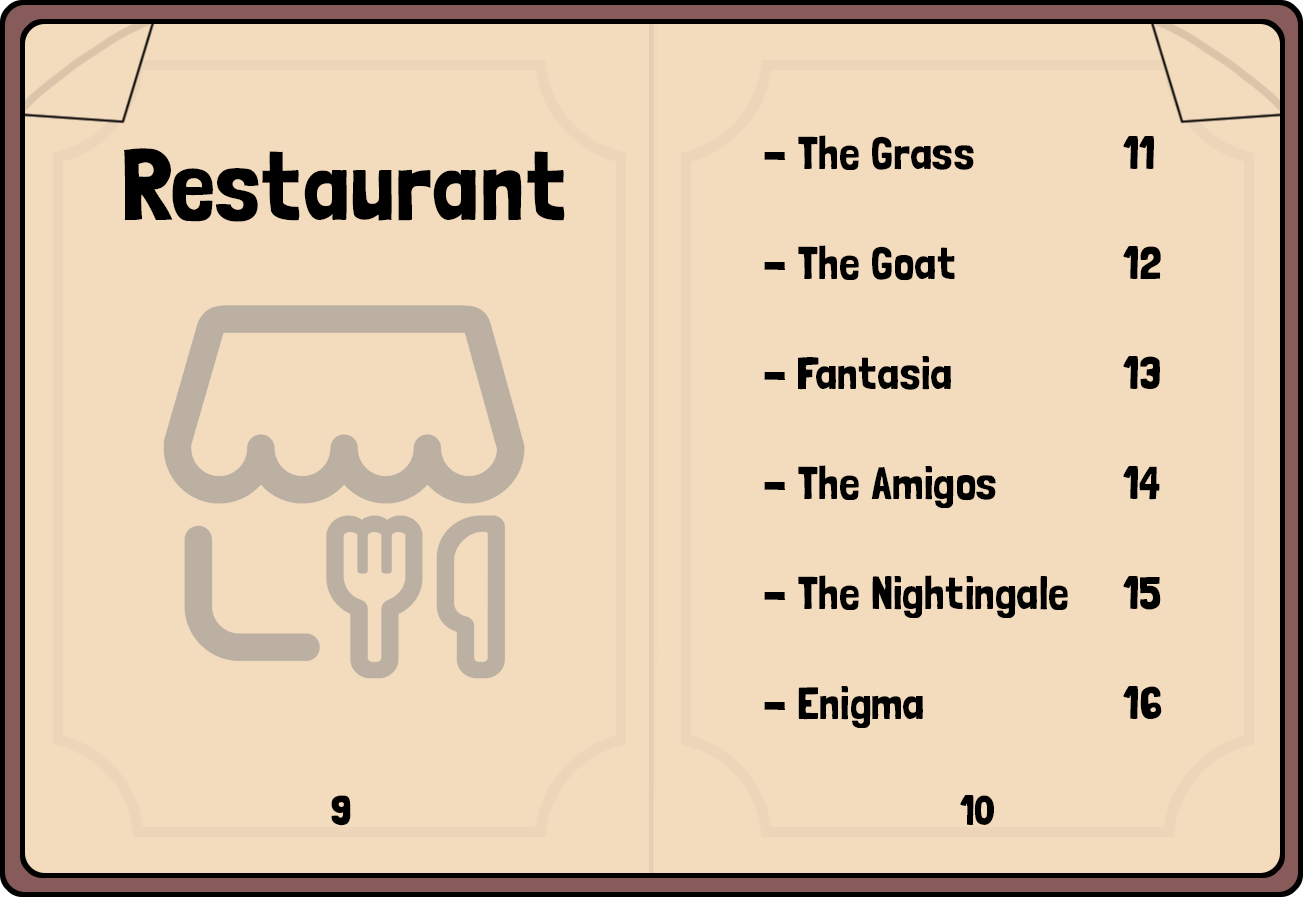 Restaurant
9
- The Grass 11
- The Goat 12
- Fantasia 13
- The Amigos 14
- The Nightingale 15
- Enigma 16
10